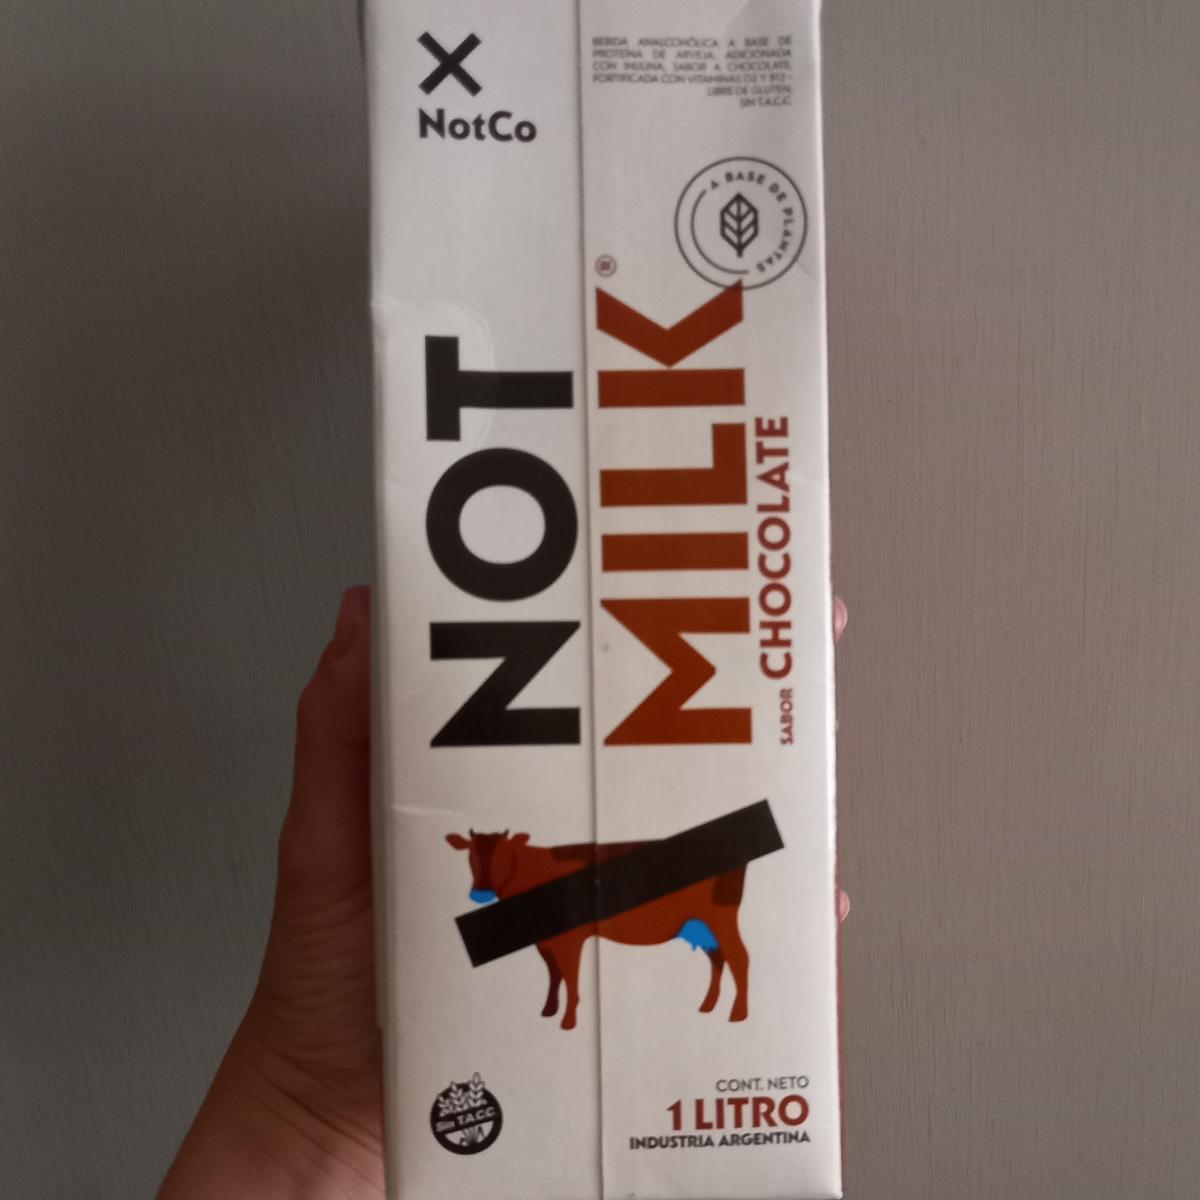 NotCo
BEBIDA ANALCOHÓLICA A BASE DE
PROTEÍNA DE ARVEJA, ADICIONADA
CON INULINA, SABOR A CHOCOLATE,
FORTIFICADA CON VITAMINAS D2 Y B12 -
LIBRE DE GLUTEN.
SIN T.A.C.C.
A BASE DE PLANTAS
NOT
MILK®
SABOR CHOCOLATE
Sin T.A.C.C.
CONT. NETO
1 LITRO
INDUSTRIA ARGENTINA